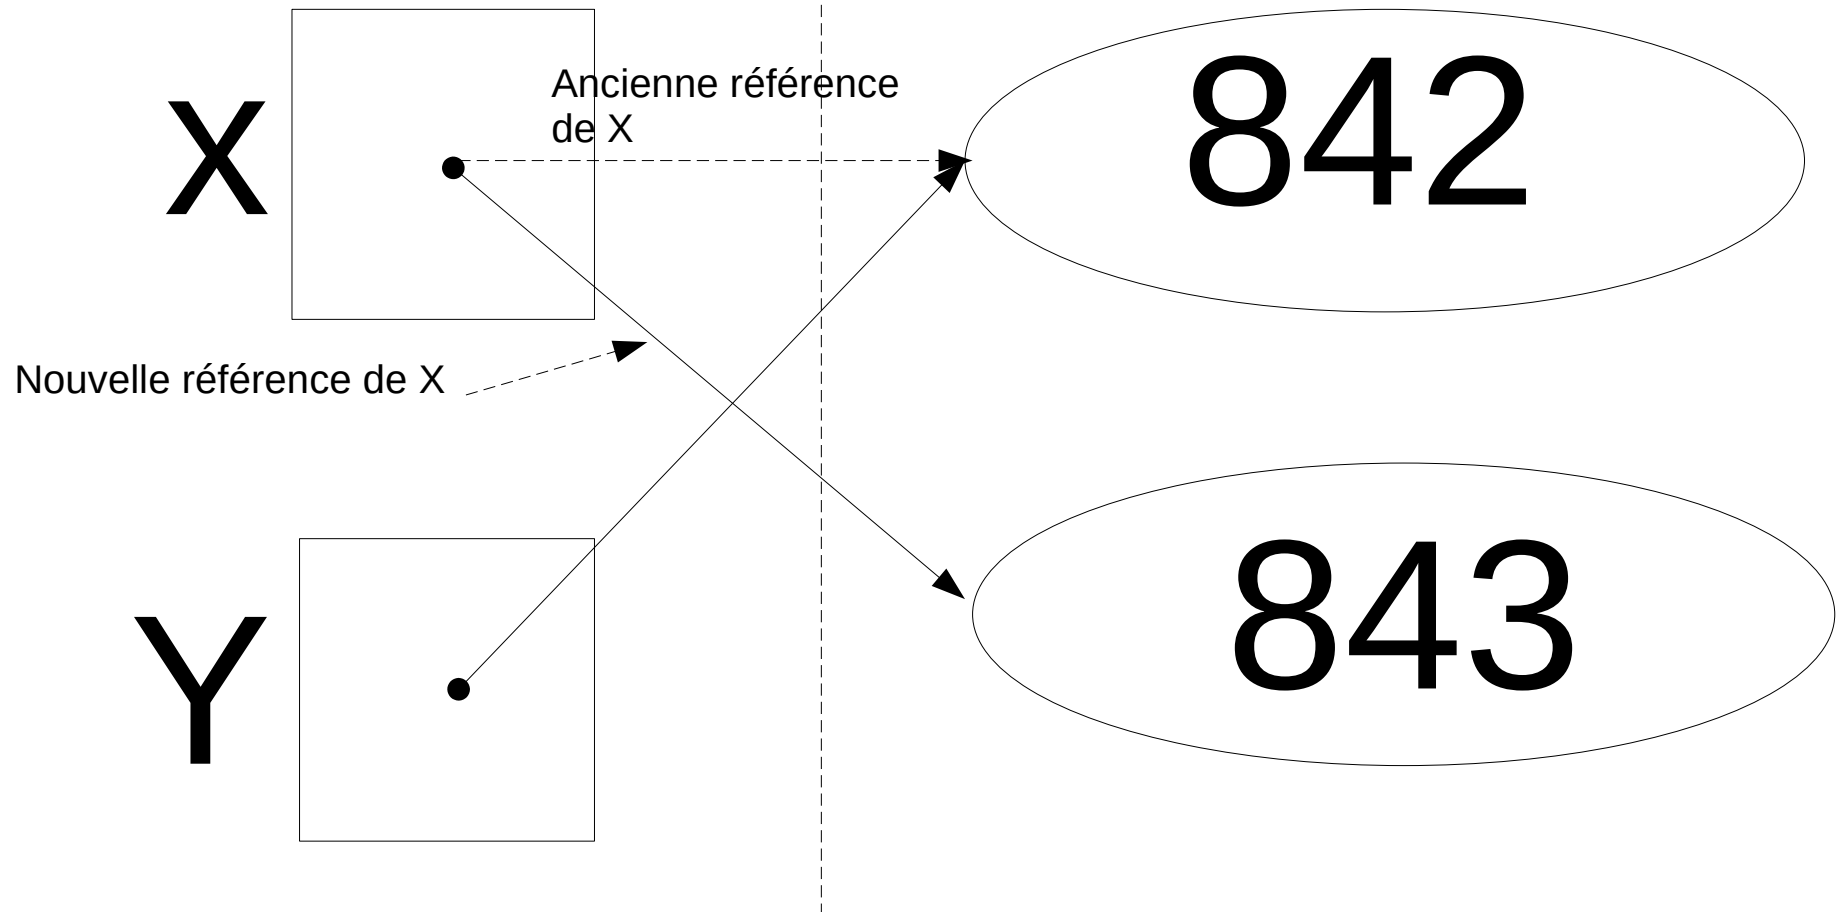 X
Ancienne référence
de X
842
Nouvelle référence de X
Y
843